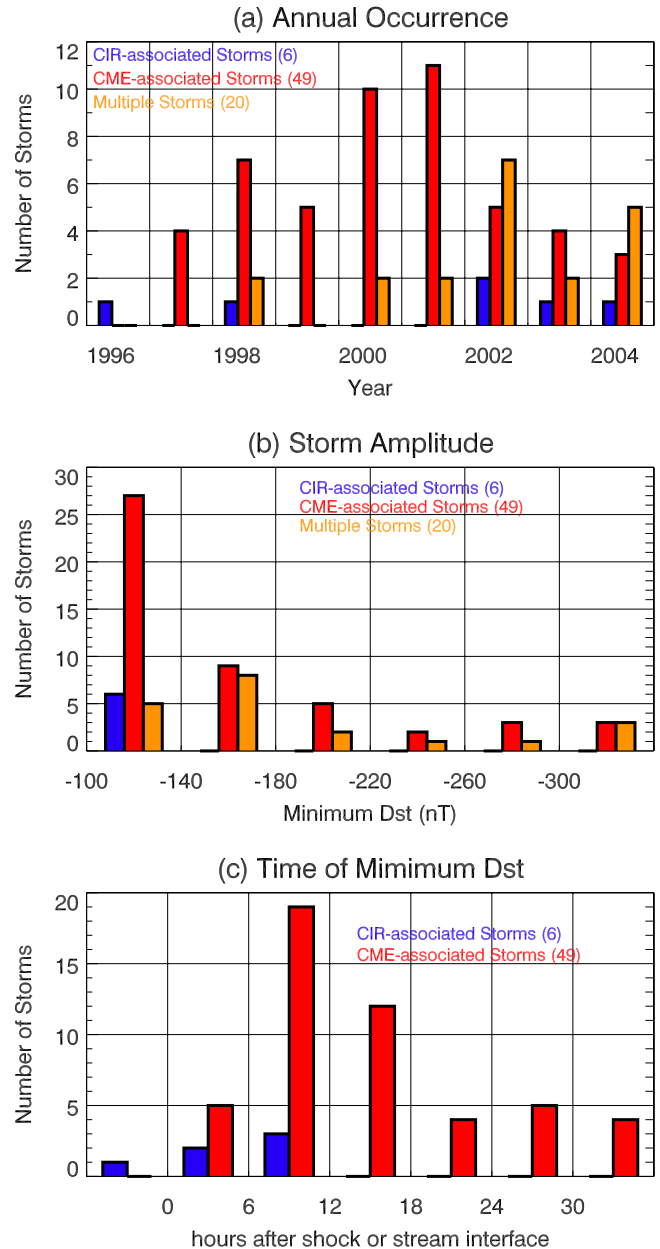 (a) Annual Occurrence
CIR-associated Storms (6)
CME-associated Storms (49)
Multiple Storms (20)
Number of Storms
12
10
8
6
4
2
0
1996 1998 2000 2002 2004
Year
(b) Storm Amplitude
CIR-associated Storms (6)
CME-associated Storms (49)
Multiple Storms (20)
Number of Storms
30
25
20
15
10
5
0
-100 -140 -180 -220 -260 -300
Minimum Dst (nT)
(c) Time of Mimimum Dst
CIR-associated Storms (6)
CME-associated Storms (49)
Number of Storms
20
15
10
5
0
0 6 12 18 24 30
hours after shock or stream interface